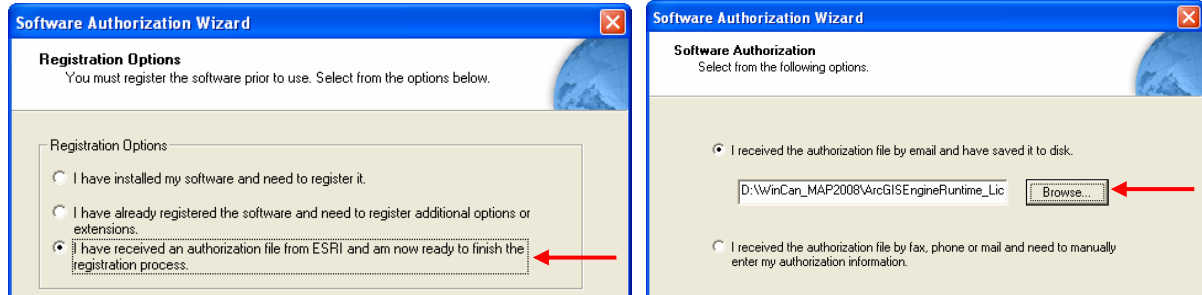 Software Authorization Wizard
Registration Options
You must register the software prior to use. Select from the options below.
Registration Options
I have installed my software and need to register it.
I have already registered the software and need to register additional options or
extensions.
I have received an authorization file from ESRI and am now ready to finish the
registration process.
Software Authorization Wizard
Software Authorization
Select from the following options.
I received the authorization file by email and have saved it to disk.
D:\WinCan_MAP2008\ArcGISEngineRuntime_Lic
Browse...
I received the authorization file by fax, phone or mail and need to manually
enter my authorization information.